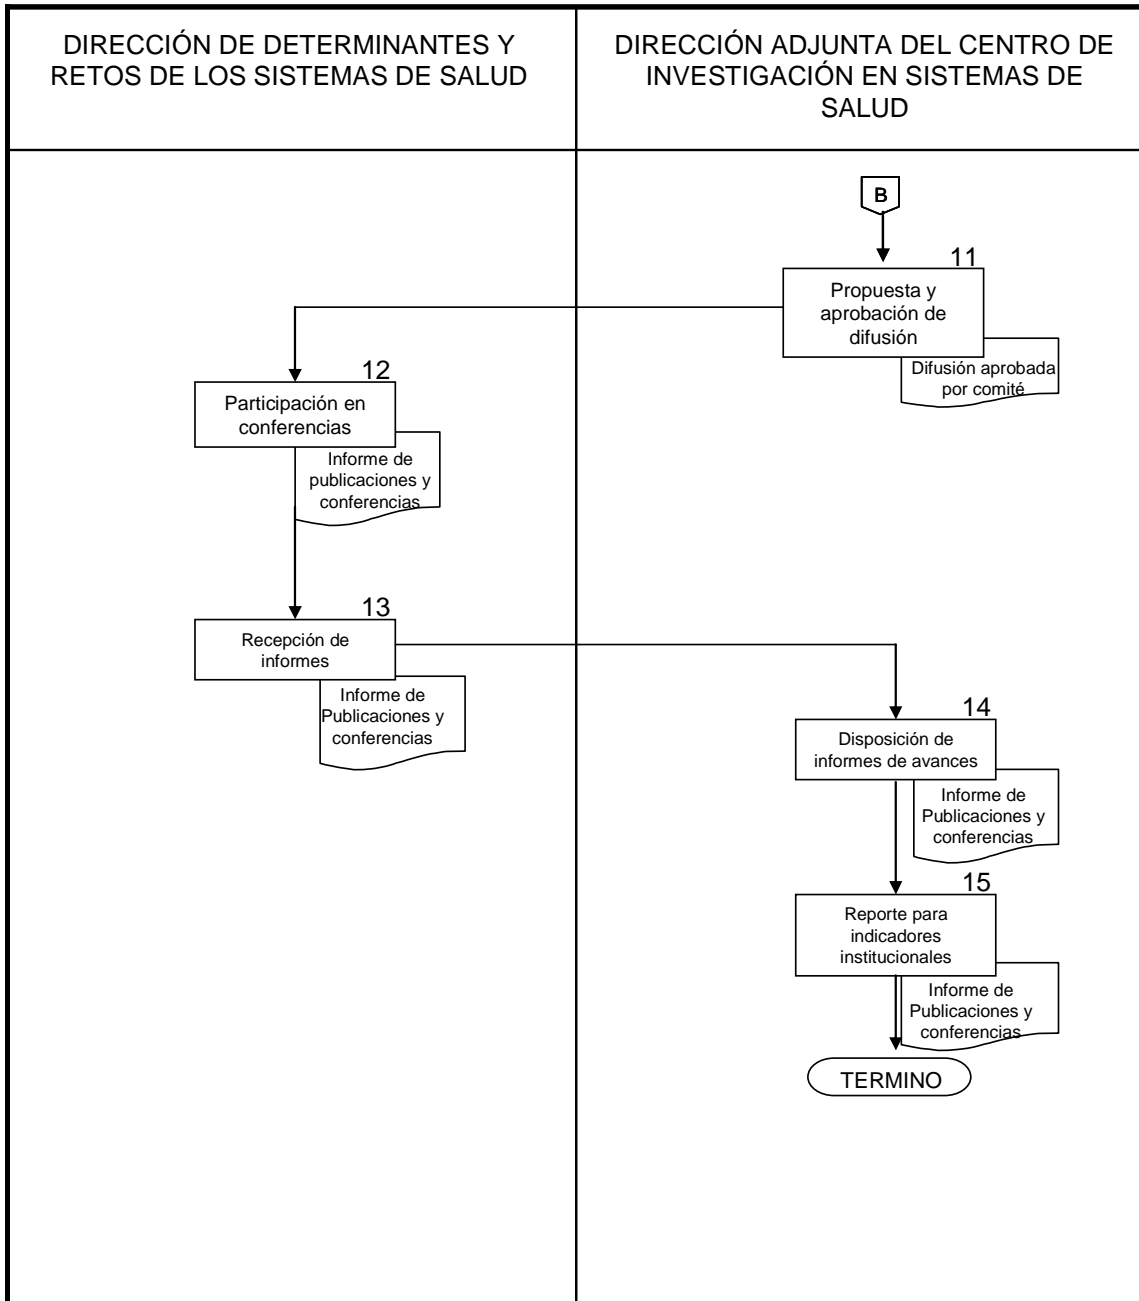 DIRECCIÓN DE DETERMINANTES Y
RETOS DE LOS SISTEMAS DE SALUD
DIRECCIÓN ADJUNTA DEL CENTRO DE
INVESTIGACIÓN EN SISTEMAS DE
SALUD
B
11
Propuesta y
aprobación de
difusión
Difusión aprobada
por comité
12
Participación en
conferencias
Informe de
publicaciones y
conferencias
13
Recepción de
informes
Informe de
Publicaciones y
conferencias
14
Disposición de
informes de avances
Informe de
Publicaciones y
conferencias
15
Reporte para
indicadores
institucionales
Informe de
Publicaciones y
conferencias
TERMINO